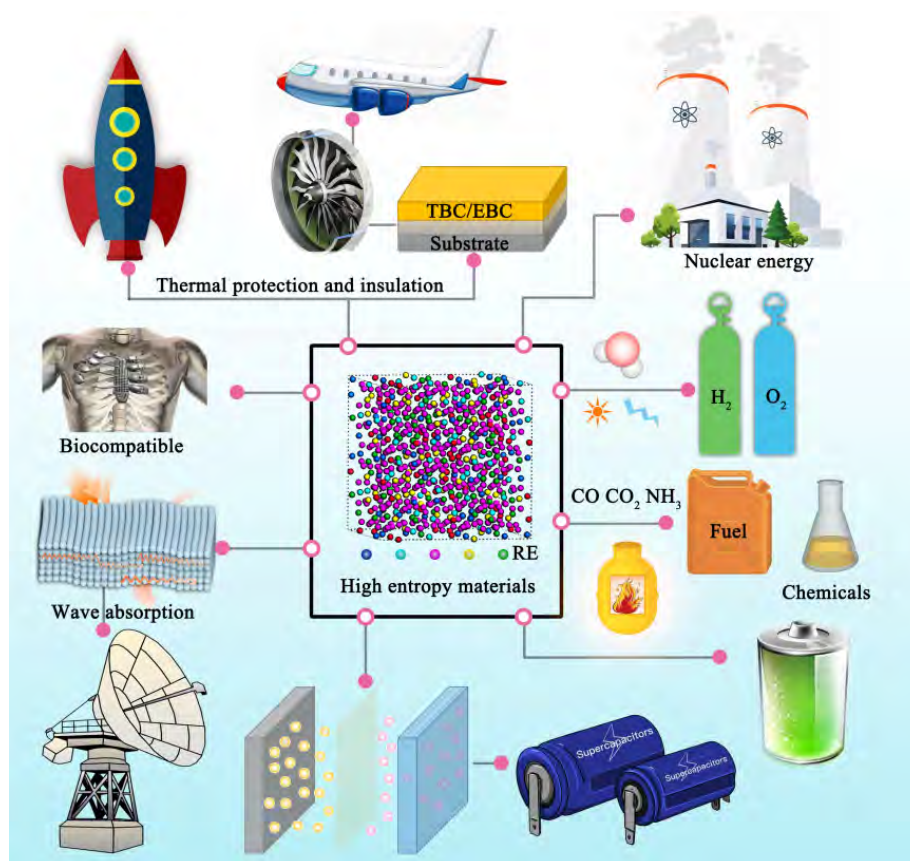 TBC/EBC
Substrate
Nuclear energy
Thermal protection and insulation
H₂
O₂
Biocompatible
CO CO₂ NH₃
Fuel
RE
High entropy materials
Chemicals
Wave absorption
Supercapacitors
Supercapacitors